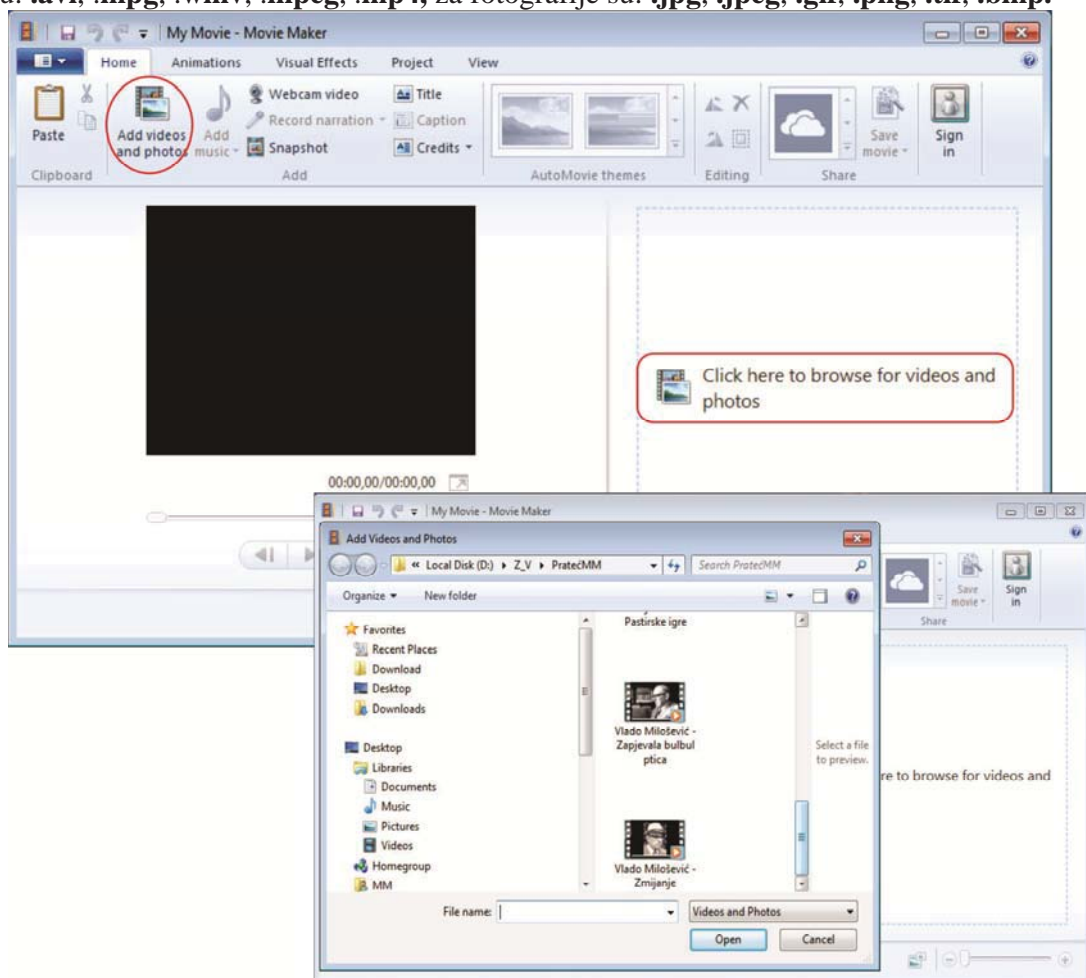 .avi, .mpg, .wmv, .mpeg, .mp4, za fotografije su: .jpg, .jpeg, .gif, .png, .tif, .bmp.
My Movie - Movie Maker
Home Animations Visual Effects Project View
Paste
Clipboard
Add videos and photos
Add music
Webcam video
Record narration
Snapshot
Title
Caption
Credits
Add
AutoMovie themes
Editing
Save movie
Share
Sign in
Click here to browse for videos and
photos
00:00,00/00:00,00
My Movie - Movie Maker
Add Videos and Photos
« Local Disk (D:) Z_V PratećMM
Search PratećMM
Organize New folder
Favorites
Recent Places
Download
Desktop
Downloads
Desktop
Libraries
Documents
Music
Pictures
Videos
Homegroup
MM
Pastirske igre
Vlado Milošević -
Zapjevala bulbul
ptica
Vlado Milošević -
Zmijanje
Select a file
to preview.
File name:
Videos and Photos
Open Cancel
Save movie
Share
Sign in
re to browse for videos and